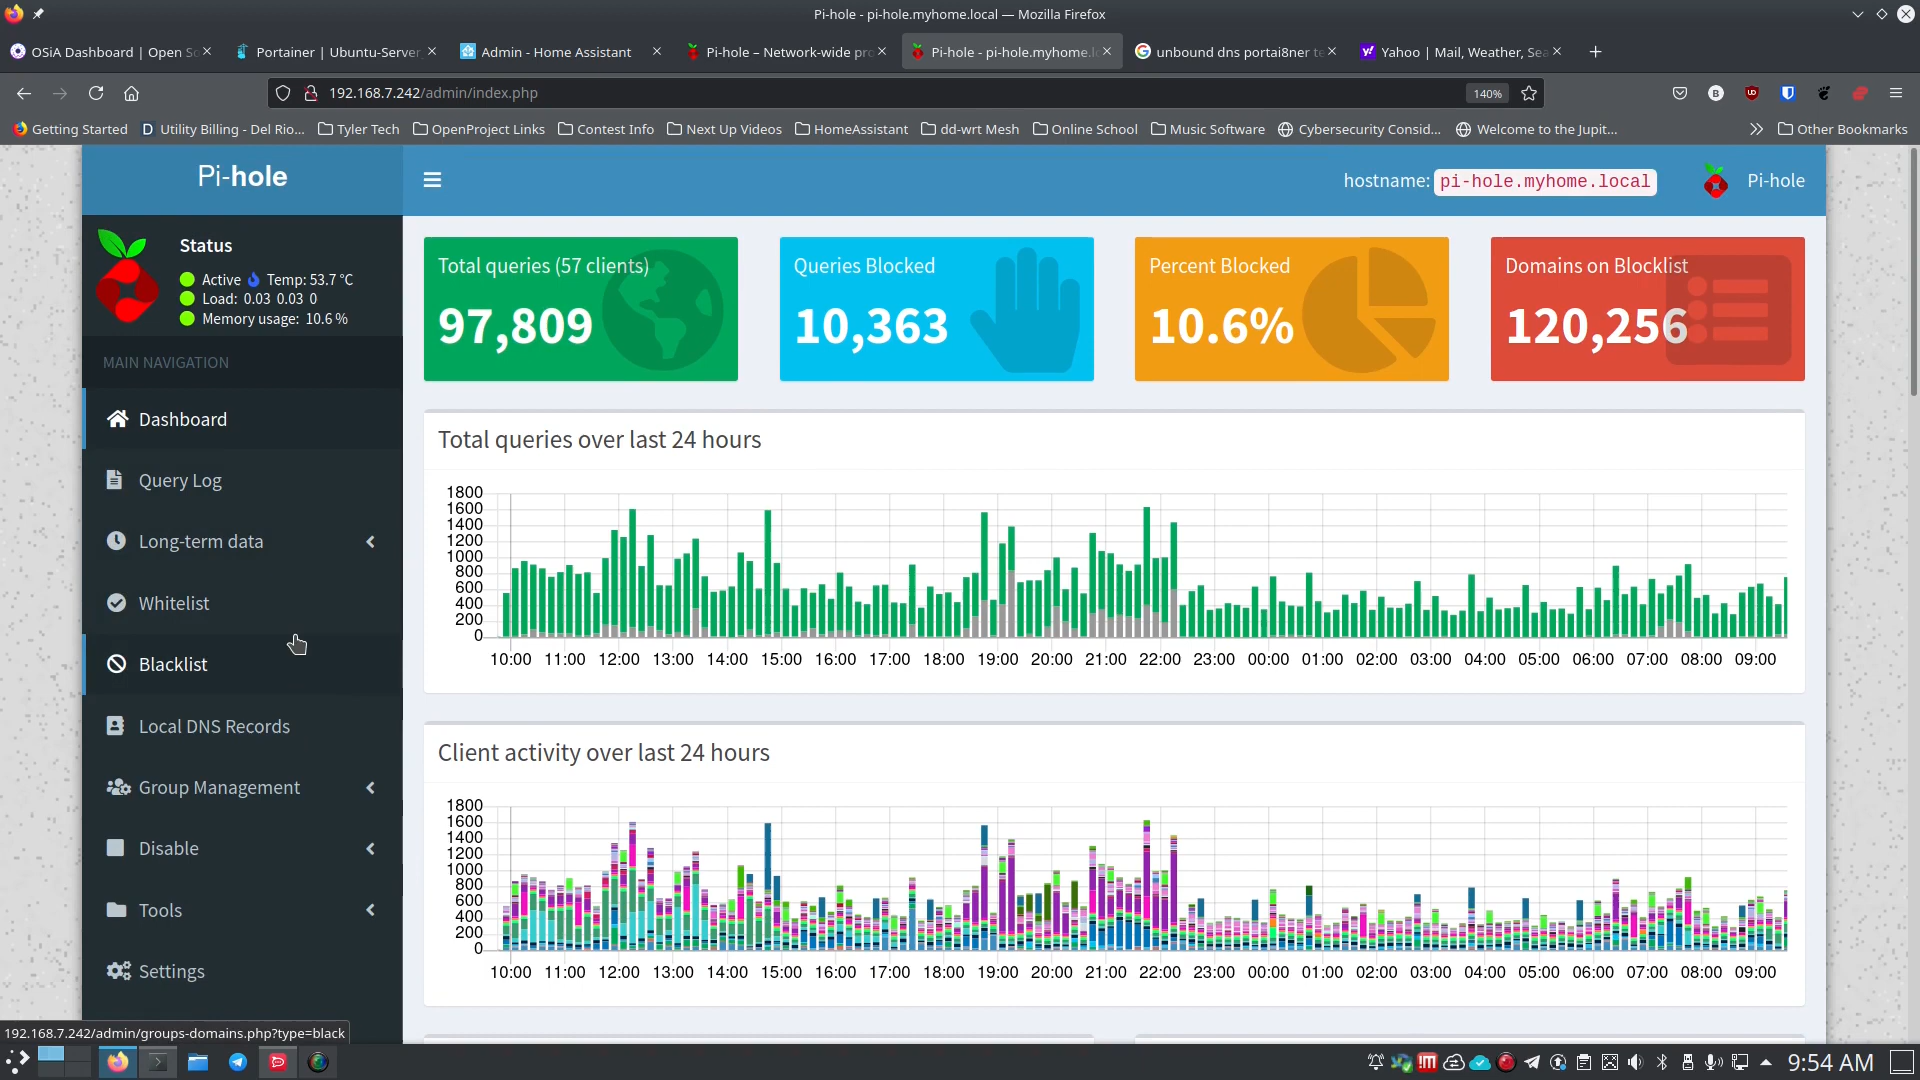 Pi-hole - pi-hole.myhome.local — Mozilla Firefox
OSiA Dashboard | Open So
Portainer | Ubuntu-Server
Admin - Home Assistant
Pi-hole – Network-wide pr
Pi-hole - pi-hole.myhome.l
unbound dns portai8ner te
Yahoo | Mail, Weather, Sea
192.168.7.242/admin/index.php
140%
Getting Started
Utility Billing - Del Rio...
Tyler Tech
OpenProject Links
Contest Info
Next Up Videos
HomeAssistant
dd-wrt Mesh
Online School
Music Software
Cybersecurity Consid...
Welcome to the Jupit...
Other Bookmarks
Pi-hole
hostname: pi-hole.myhome.local
Pi-hole
Status
Active Temp: 53.7 °C
Load: 0.03 0.03 0
Memory usage: 10.6 %
MAIN NAVIGATION
Dashboard
Query Log
Long-term data
Whitelist
Blacklist
Local DNS Records
Group Management
Disable
Tools
Settings
Total queries (57 clients)
97,809
Queries Blocked
10,363
Percent Blocked
10.6%
Domains on Blocklist
120,256
Total queries over last 24 hours
1800
1600
1400
1200
1000
800
600
400
200
0
10:00 11:00 12:00 13:00 14:00 15:00 16:00 17:00 18:00 19:00 20:00 21:00 22:00 23:00 00:00 01:00 02:00 03:00 04:00 05:00 06:00 07:00 08:00 09:00
Client activity over last 24 hours
1800
1600
1400
1200
1000
800
600
400
200
0
10:00 11:00 12:00 13:00 14:00 15:00 16:00 17:00 18:00 19:00 20:00 21:00 22:00 23:00 00:00 01:00 02:00 03:00 04:00 05:00 06:00 07:00 08:00 09:00
192.168.7.242/admin/groups-domains.php?type=black
9:54 AM